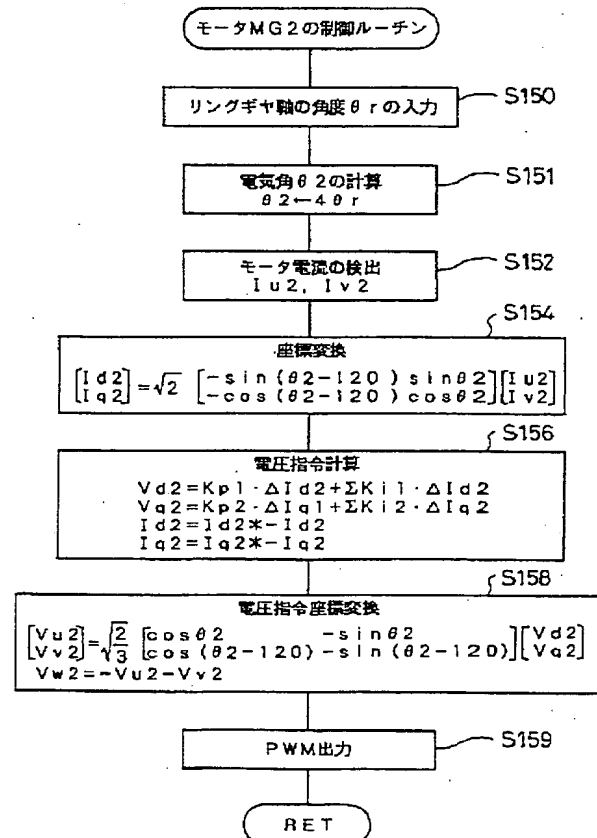 モータMG2の制御ルーチン
リングギヤ軸の角度θrの入力
S150
電気角θ2の計算
θ2←4θr
S151
モータ電流の検出
Iu2, Iv2
S152
S154
座標変換
[Id2]=√2 [-sin(θ2-120) sinθ2][Iu2]
[Iq2] [-cos(θ2-120) cosθ2][Iv2]
S156
電圧指令計算
Vd2=Kp1・ΔId2+ΣKi1・ΔId2
Vq2=Kp2・ΔIq1+ΣKi2・ΔIq2
Id2=Id2*-Id2
Iq2=Iq2*-Iq2
S158
電圧指令座標変換
[Vu2]=√2/3 [cosθ2 -sinθ2][Vd2]
[Vv2] [cos(θ2-120) -sin(θ2-120)][Vq2]
Vw2=-Vu2-Vv2
PWM出力
S159
RET